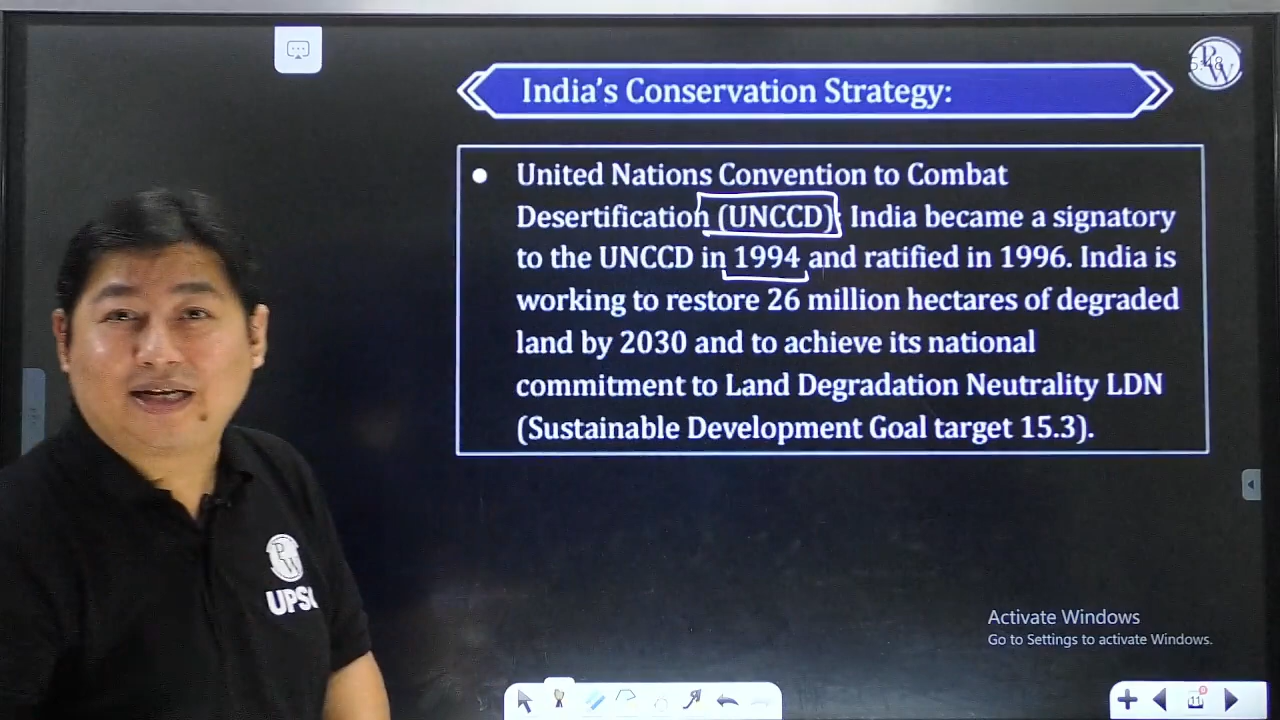 India's Conservation Strategy:
United Nations Convention to Combat
Desertification (UNCCD): India became a signatory
to the UNCCD in 1994 and ratified in 1996. India is
working to restore 26 million hectares of degraded
land by 2030 and to achieve its national
commitment to Land Degradation Neutrality LDN
(Sustainable Development Goal target 15.3).
PW
UPSC
Activate Windows
Go to Settings to activate Windows.
11